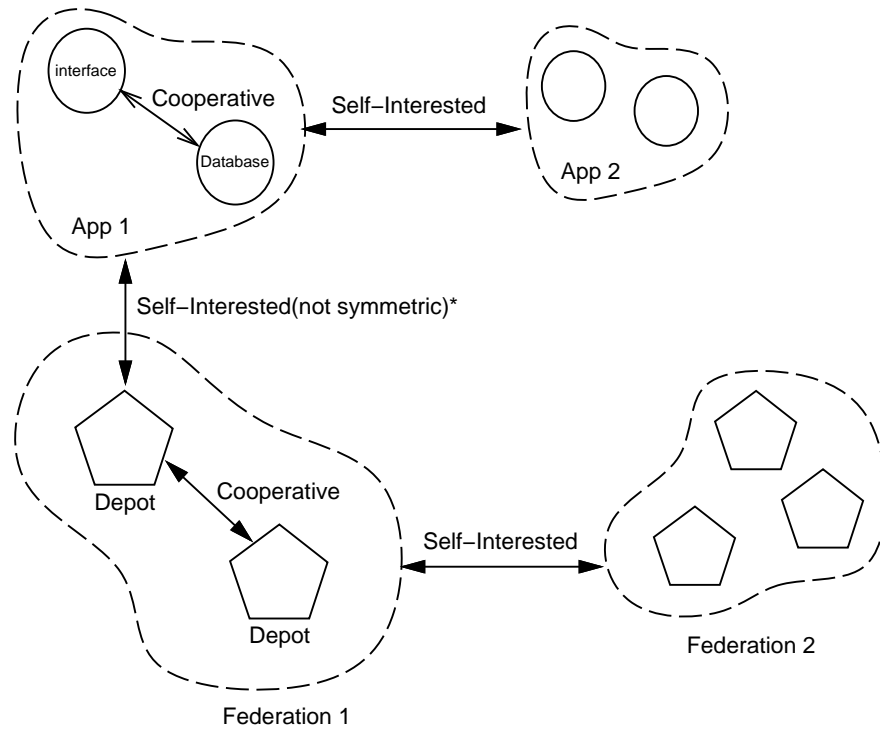 interface
Cooperative
Database
App 1
Self−Interested
App 2
Self−Interested(not symmetric)*
Depot
Cooperative
Depot
Federation 1
Self−Interested
Federation 2